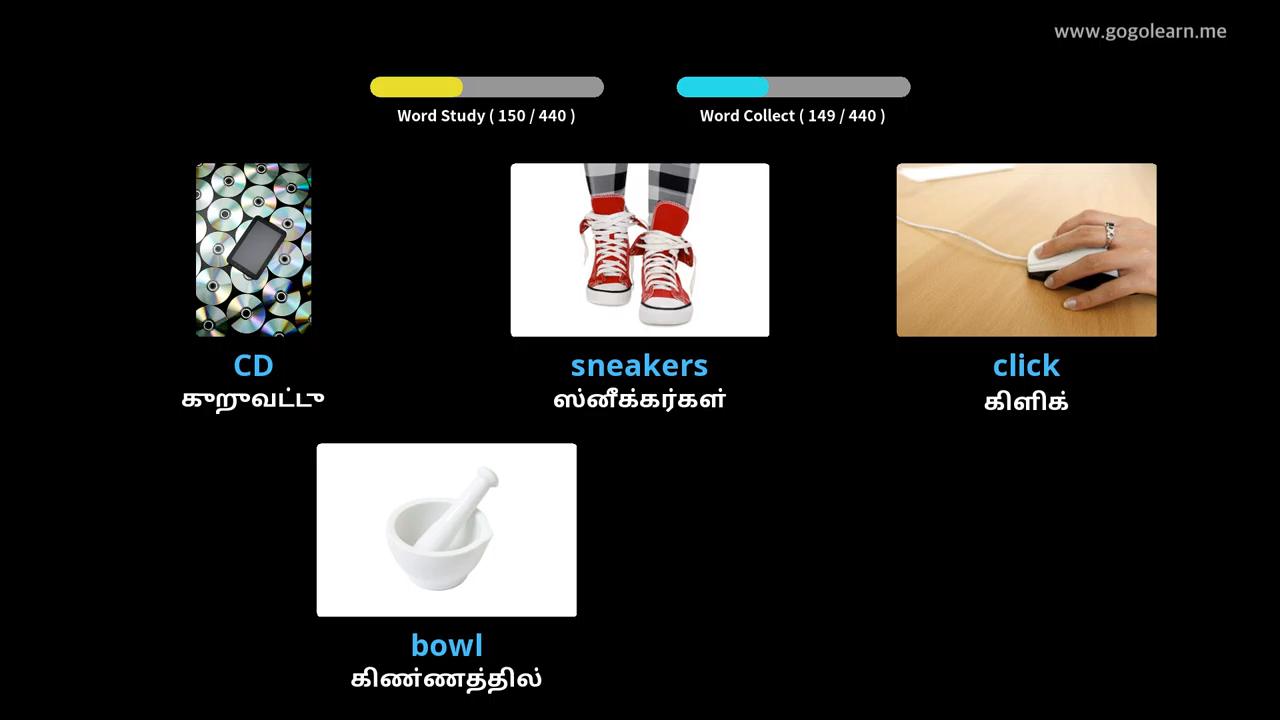 www.gogolearn.me
Word Study ( 150 / 440 )
Word Collect ( 149 / 440 )
CD
குறுவட்டு
sneakers
ஸ்னீக்கர்கள்
click
கிளிக்
bowl
கிண்ணத்தில்